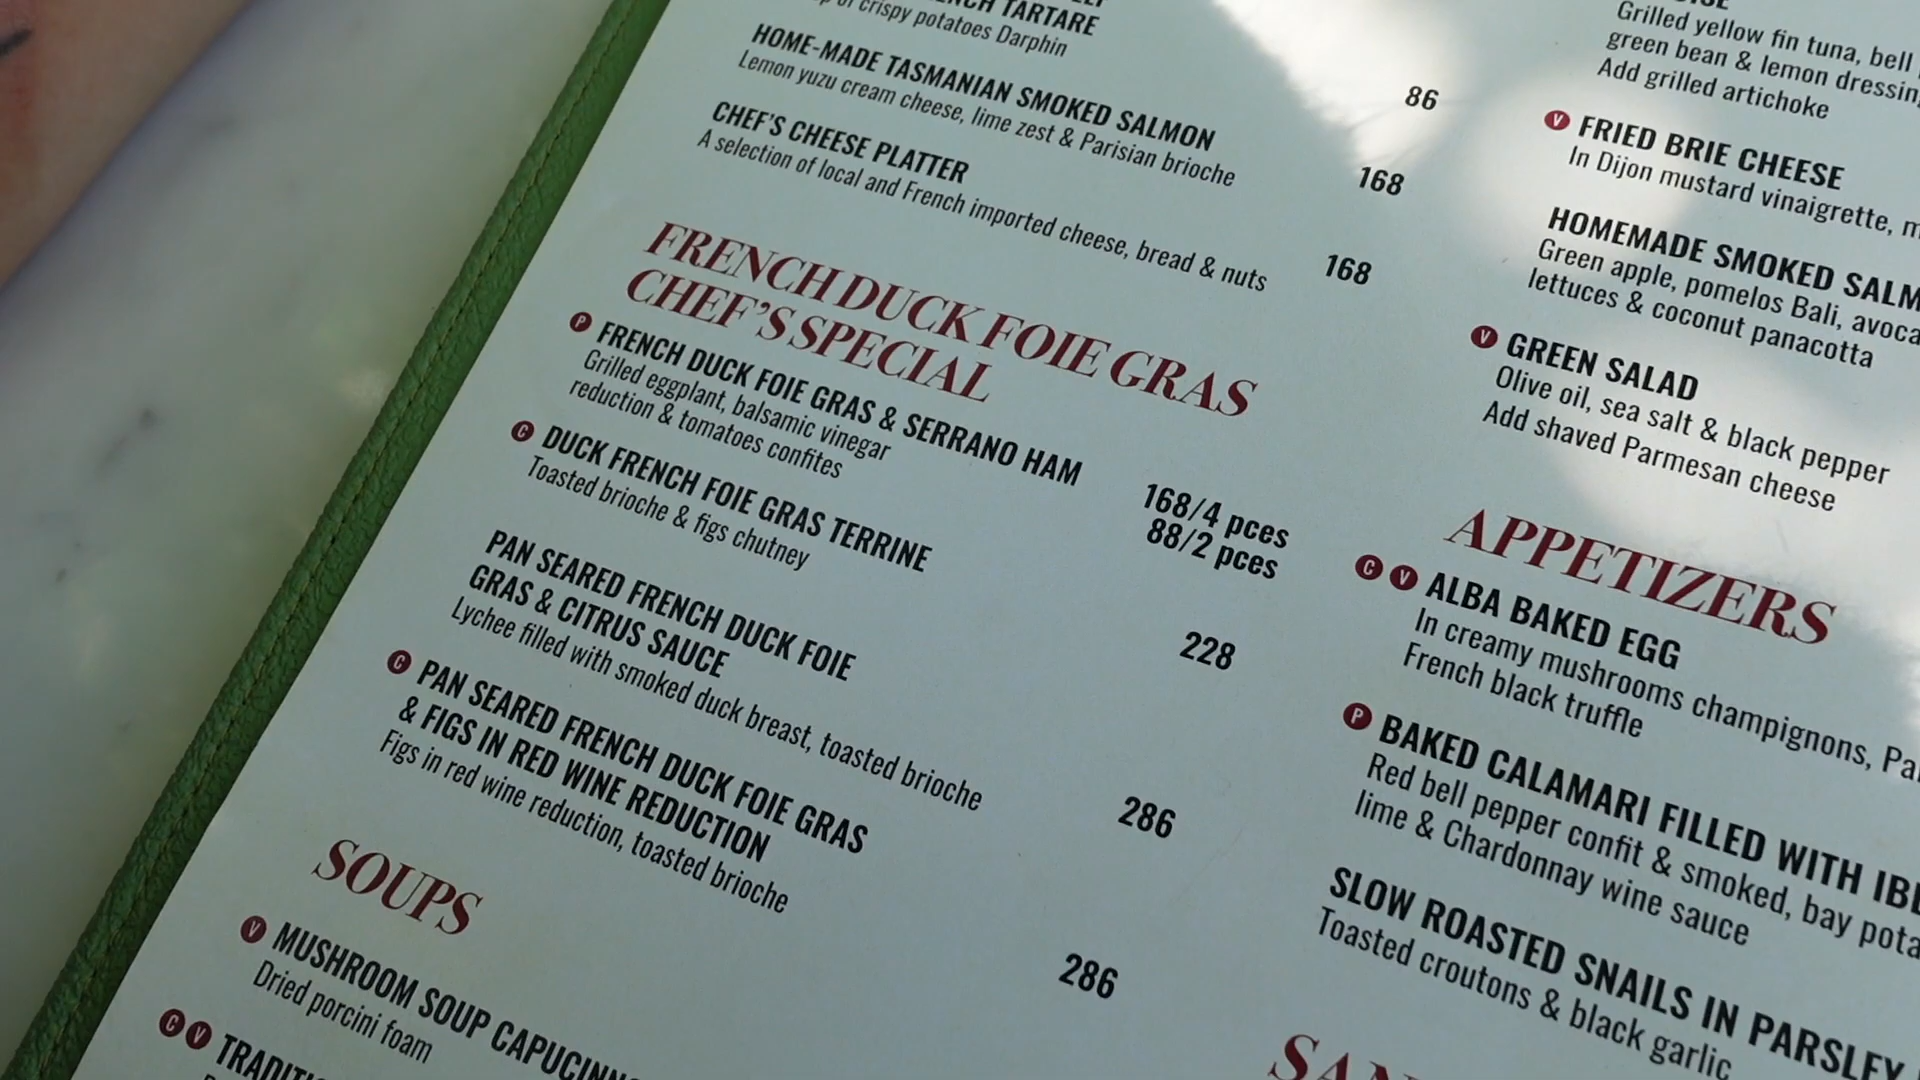 TARTARE
of crispy potatoes Darphin
86
HOME-MADE TASMANIAN SMOKED SALMON
Lemon yuzu cream cheese, lime zest & Parisian brioche
168
CHEF'S CHEESE PLATTER
A selection of local and French imported cheese, bread & nuts
168
FRENCH DUCK FOIE GRAS
CHEF'S SPECIAL
P FRENCH DUCK FOIE GRAS & SERRANO HAM
Grilled eggplant, balsamic vinegar
reduction & tomatoes confites
168/4 pces
88/2 pces
C DUCK FRENCH FOIE GRAS TERRINE
Toasted brioche & figs chutney
228
PAN SEARED FRENCH DUCK FOIE
GRAS & CITRUS SAUCE
Lychee filled with smoked duck breast, toasted brioche
286
C PAN SEARED FRENCH DUCK FOIE GRAS
& FIGS IN RED WINE REDUCTION
Figs in red wine reduction, toasted brioche
286
SOUPS
V MUSHROOM SOUP
Dried porcini foam
C V
Grilled yellow fin tuna, bell
green bean & lemon
Add grilled artichoke
V FRIED BRIE CHEESE
In Dijon mustard vinaigrette,
HOMEMADE SMOKED
Green apple, pomelos Bali,
lettuces & coconut panacotta
V GREEN SALAD
Olive oil, sea salt & black pepper
Add shaved Parmesan cheese
APPETIZERS
C V ALBA BAKED EGG
In creamy mushrooms champignons,
French black truffle
P BAKED CALAMARI FILLED WITH
Red bell pepper confit & smoked, bay
lime & Chardonnay wine sauce
SLOW ROASTED SNAILS IN PARSLEY
Toasted croutons & black garlic